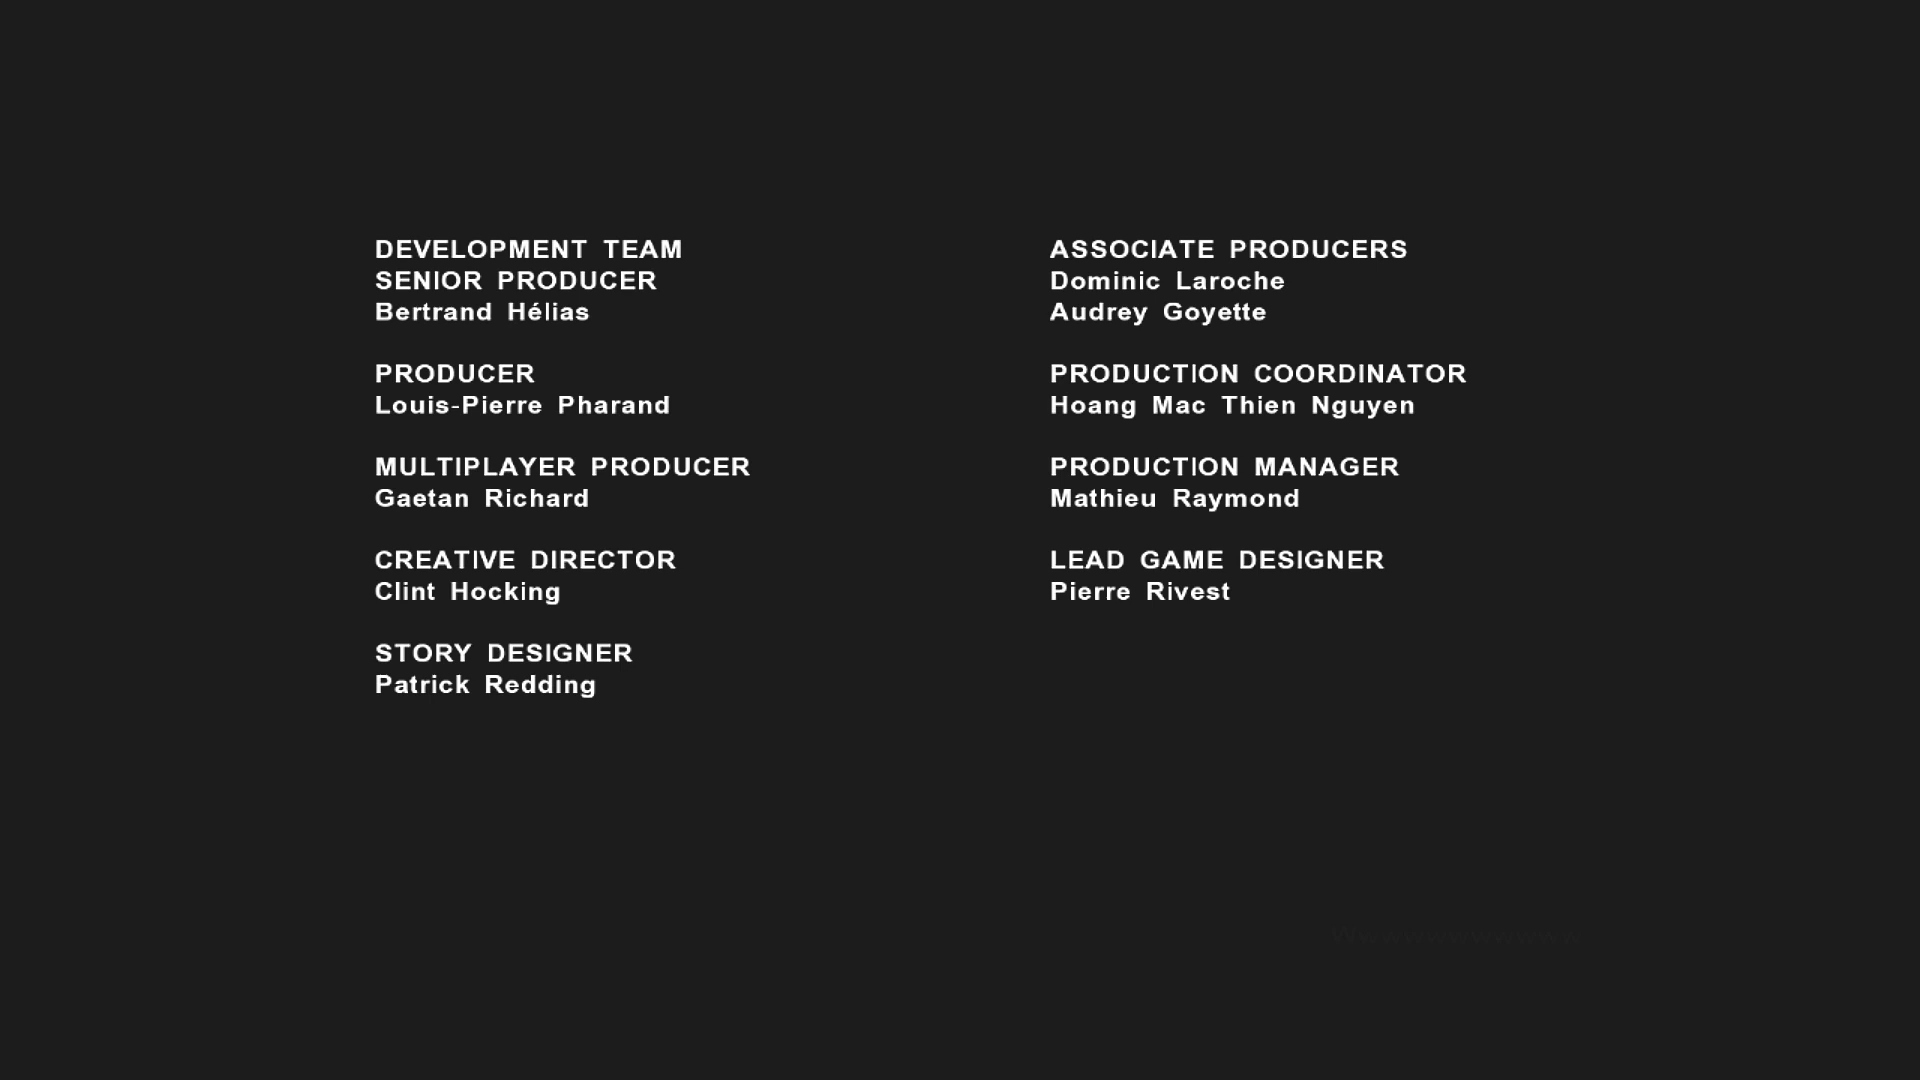 DEVELOPMENT TEAM
SENIOR PRODUCER
Bertrand Hélias
PRODUCER
Louis-Pierre Pharand
MULTIPLAYER PRODUCER
Gaetan Richard
CREATIVE DIRECTOR
Clint Hocking
STORY DESIGNER
Patrick Redding
ASSOCIATE PRODUCERS
Dominic Laroche
Audrey Goyette
PRODUCTION COORDINATOR
Hoang Mac Thien Nguyen
PRODUCTION MANAGER
Mathieu Raymond
LEAD GAME DESIGNER
Pierre Rivest